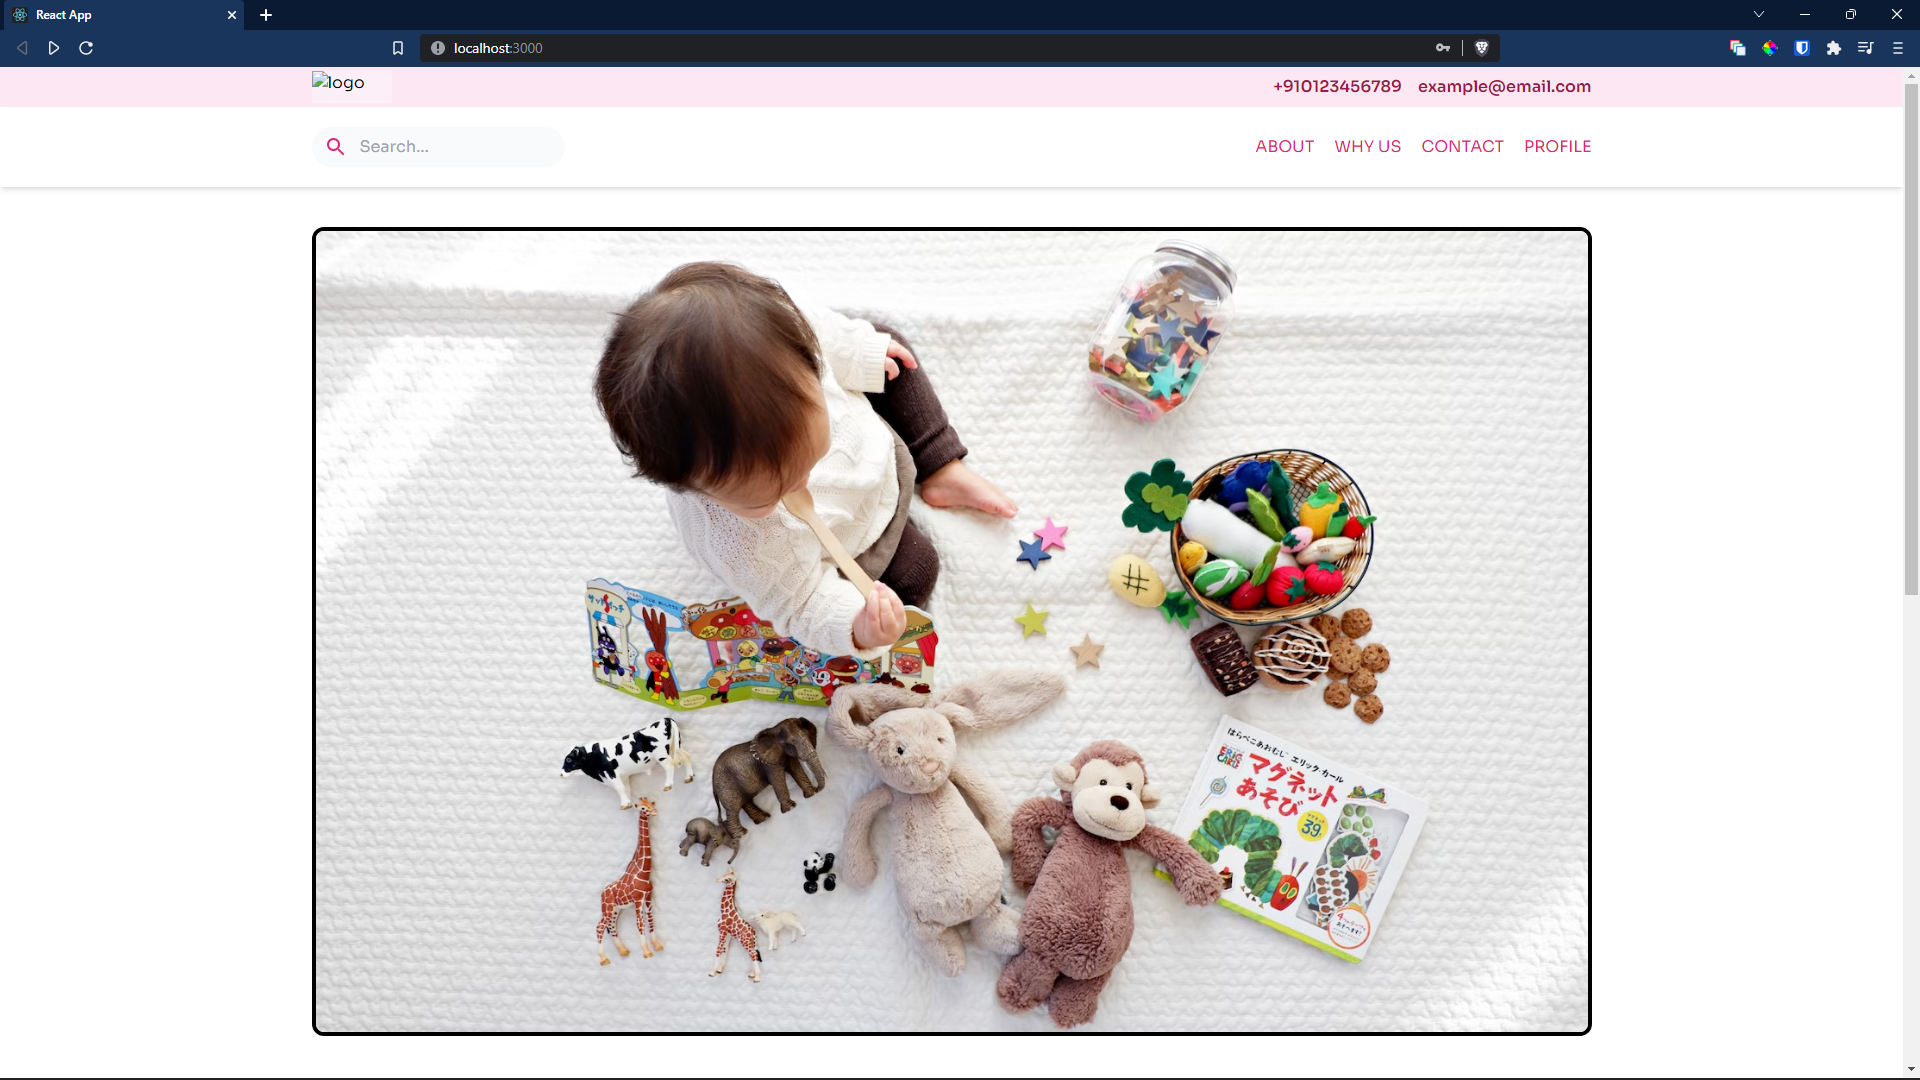 React App
localhost:3000
logo
+910123456789 example@email.com
Search...
ABOUT WHY US CONTACT PROFILE
はらぺこあおむし エリック・カール
ERIC CARLE
マグネット
あそび
39